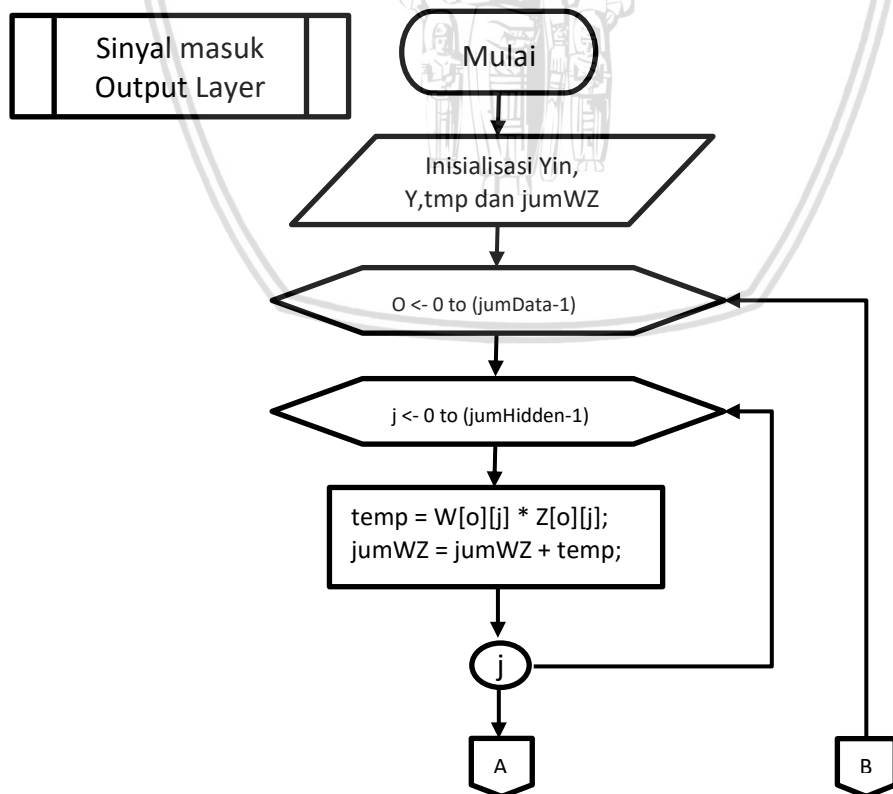 Sinyal masuk
Output Layer
Mulai
Inisialisasi Yin,
Y,tmp dan jumWZ
O <- 0 to (jumData-1)
j <- 0 to (jumHidden-1)
temp = W[o][j] * Z[o][j];
jumWZ = jumWZ + temp;
j
A
B